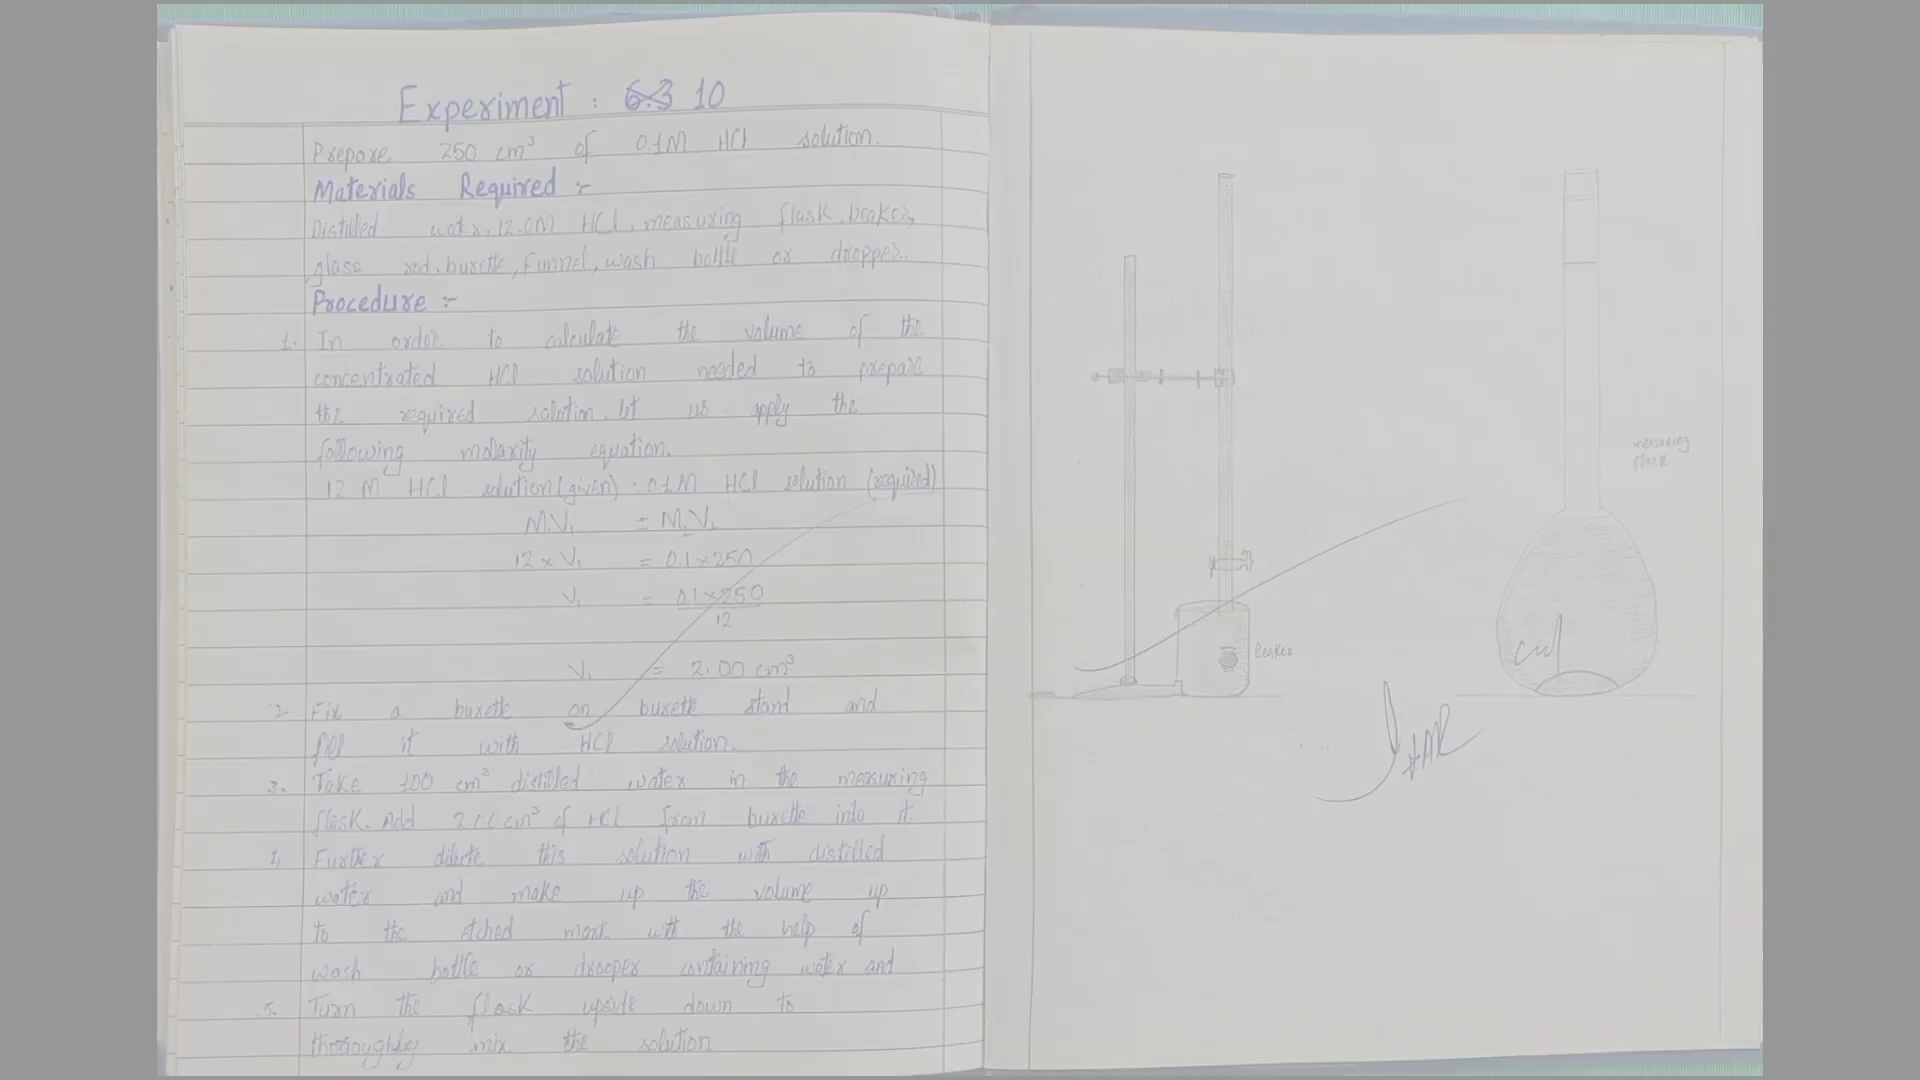 Experiment : 6.3 10
Prepare 250 cm³ of 0.1M HCl solution.
Materials Required :-
Distilled water, 12.0M HCl, measuring flask, beaker,
glass rod, burette, Funnel, wash bottle or dropper.
Procedure :-
1. In order to calculate the volume of the
concentrated HCl solution needed to prepare
the required solution, let us apply the
following molarity equation.
12 M HCl solution (given) : 0.1M HCl solution (required)
M₁V₁ = M₂V₂
12 × V₁ = 0.1 × 250
V₁ = 0.1 × 250
12
V₁ = 2.00 cm³
2. Fix a burette on burette stand and
fill it with HCl solution.
3. Take 100 cm³ distilled water in the measuring
flask. Add cm³ of HCl from burette into it.
4. Further dilute this solution with distilled
water and make up the volume up
to the etched mark with the help of
wash bottle or drooper containing water and
5. Turn the flask upside down to
thoroughly mix the solution
measuring
flask
Beaker